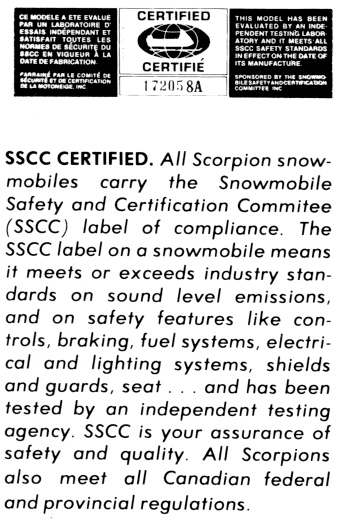 CE MODELE A ETE EVALUÉ
PAR UN LABORATOIRE D'
ESSAIS INDÉPENDANT ET
SATISFAIT TOUTES LES
NORMES DE SÉCURITÉ DU
SSCC EN VIGUEUR À LA
DATE DE FABRICATION.
PARRAINÉ PAR LE COMITÉ DE
SÉCURITÉ ET DE CERTIFICATION
DE LA MOTONEIGE, INC
CERTIFIED
CERTIFIÉ
172058A
THIS MODEL HAS BEEN
EVALUATED BY AN INDE-
PENDENT TESTING LABOR-
ATORY AND IT MEETS ALL
SSCC SAFETY STANDARDS
IN EFFECT ON THE DATE OF
ITS MANUFACTURE.
SPONSORED BY THE SNOWMO-
BILE SAFETY AND CERTIFICATION
COMMITTEE INC
SSCC CERTIFIED. All Scorpion snow-
mobiles carry the Snowmobile
Safety and Certification Commitee
(SSCC) label of compliance. The
SSCC label on a snowmobile means
it meets or exceeds industry stan-
dards on sound level emissions,
and on safety features like con-
trols, braking, fuel systems, electri-
cal and lighting systems, shields
and guards, seat . . . and has been
tested by an independent testing
agency. SSCC is your assurance of
safety and quality. All Scorpions
also meet all Canadian federal
and provincial regulations.